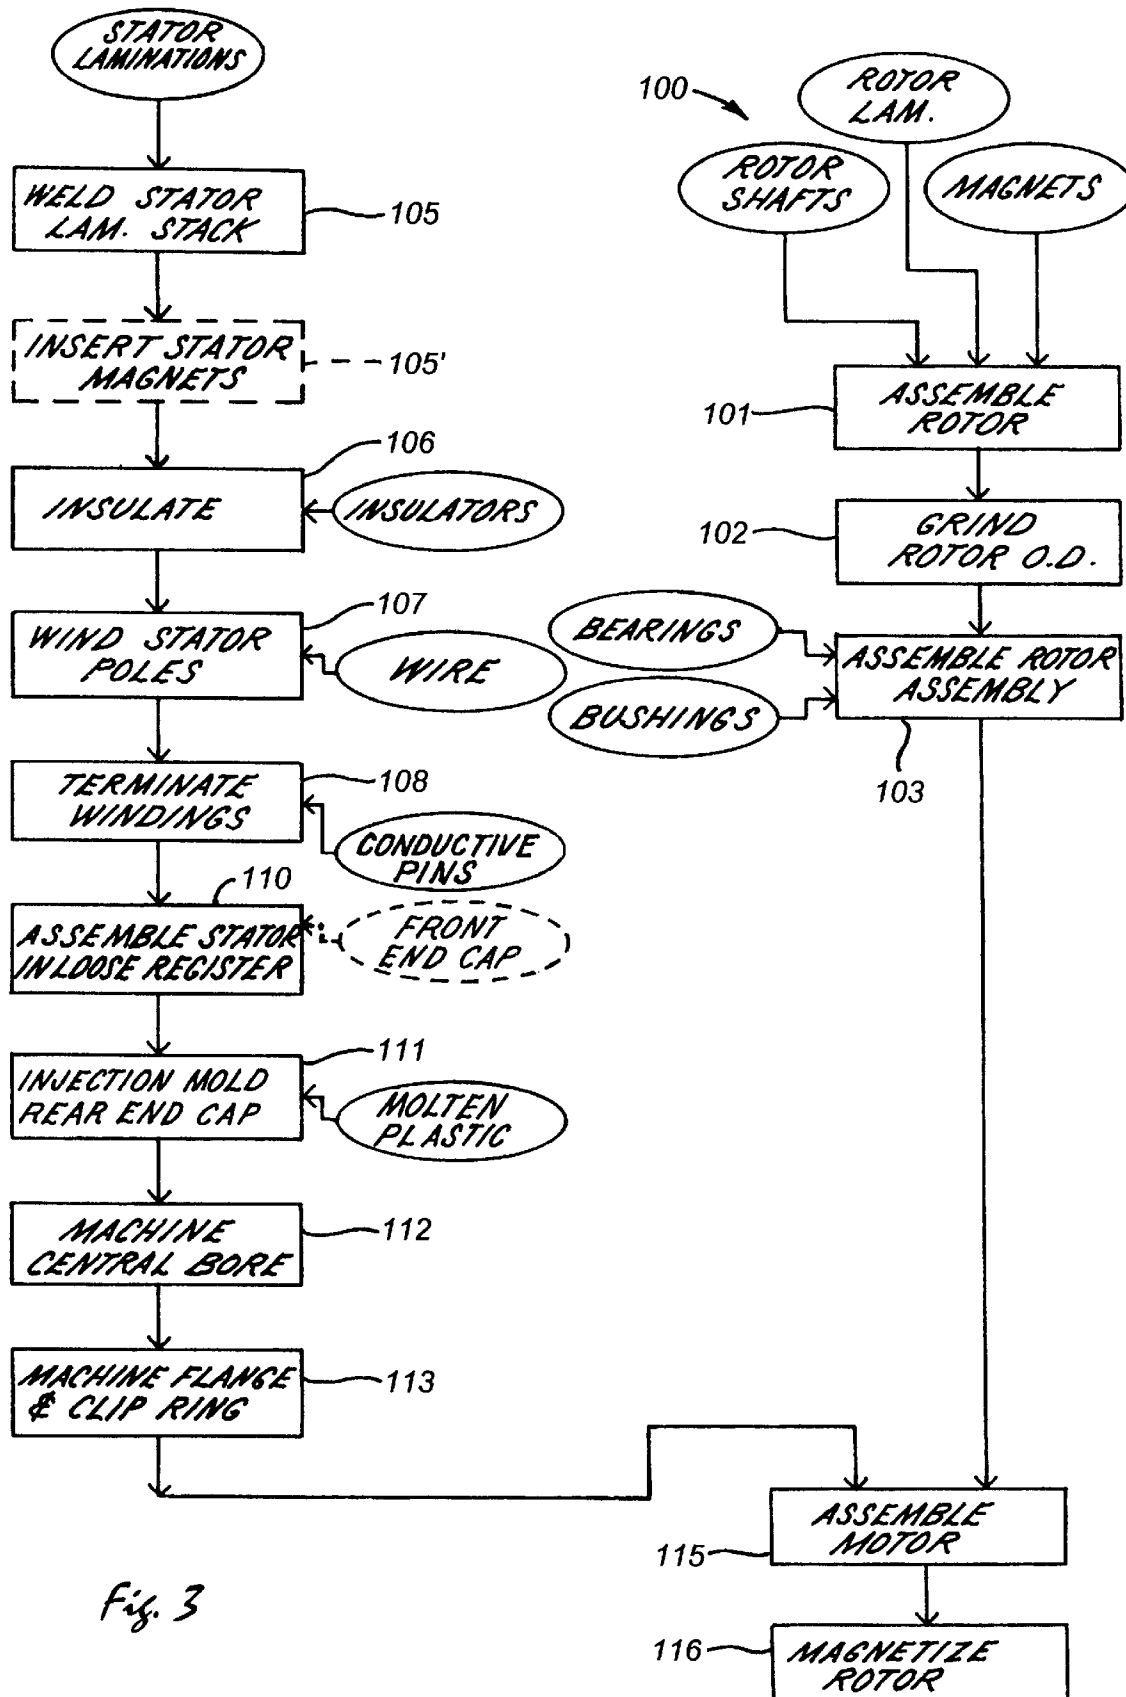 STATOR
LAMINATIONS
WELD STATOR
LAM. STACK
105
INSERT STATOR
MAGNETS
105'
106
INSULATE
INSULATORS
107
WIND STATOR
POLES
WIRE
108
TERMINATE
WINDINGS
CONDUCTIVE
PINS
110
ASSEMBLE STATOR
IN LOOSE REGISTER
FRONT
END CAP
111
INJECTION MOLD
REAR END CAP
MOLTEN
PLASTIC
112
MACHINE
CENTRAL BORE
MACHINE FLANGE
& CLIP RING
113
100
ROTOR
LAM.
ROTOR
SHAFTS
MAGNETS
101
ASSEMBLE
ROTOR
102
GRIND
ROTOR O.D.
BEARINGS
BUSHINGS
ASSEMBLE ROTOR
ASSEMBLY
103
ASSEMBLE
MOTOR
115
116
MAGNETIZE
ROTOR
Fig. 3